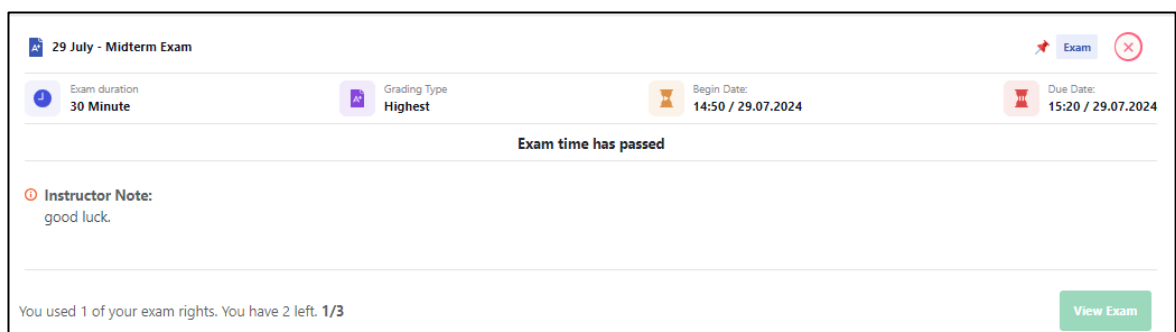 29 July - Midterm Exam
Exam
Exam duration
30 Minute
Grading Type
Highest
Begin Date:
14:50 / 29.07.2024
Due Date:
15:20 / 29.07.2024
Exam time has passed
Instructor Note:
good luck.
You used 1 of your exam rights. You have 2 left. 1/3
View Exam